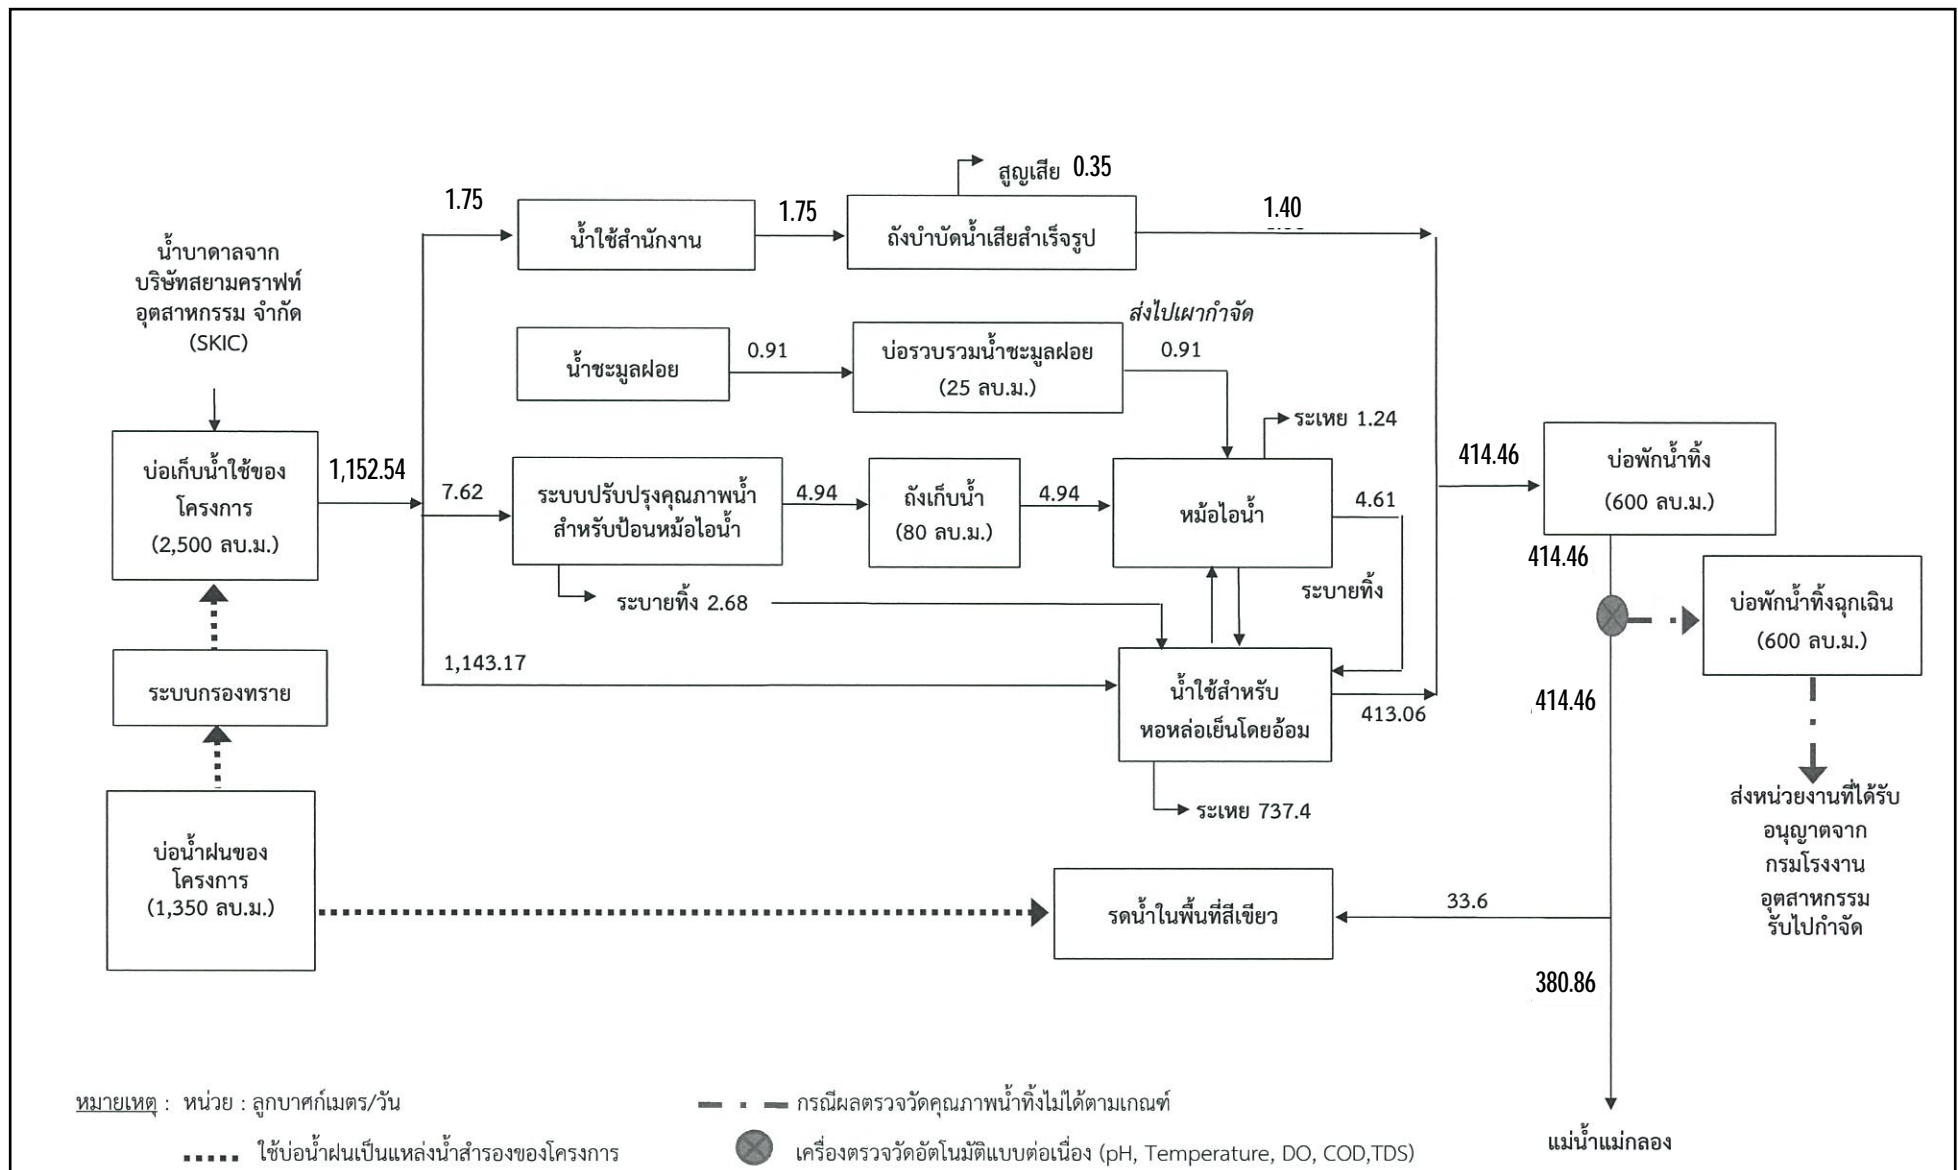 สูญเสีย 0.35
1.75
น้ำใช้สำนักงาน
1.75
ถังบำบัดน้ำเสียสำเร็จรูป
1.40
น้ำบาดาลจาก
บริษัทสยามคราฟท์
อุตสาหกรรม จำกัด
(SKIC)
ส่งไปเผากำจัด
น้ำชะมูลฝอย
0.91
บ่อรวบรวมน้ำชะมูลฝอย
(25 ลบ.ม.)
0.91
ระเหย 1.24
บ่อเก็บน้ำใช้ของ
โครงการ
(2,500 ลบ.ม.)
1,152.54
7.62
ระบบปรับปรุงคุณภาพน้ำ
สำหรับป้อนหม้อไอน้ำ
4.94
ถังเก็บน้ำ
(80 ลบ.ม.)
4.94
หม้อไอน้ำ
4.61
414.46
บ่อพักน้ำทิ้ง
(600 ลบ.ม.)
414.46
ระบายทิ้ง 2.68
ระบายทิ้ง
บ่อพักน้ำทิ้งฉุกเฉิน
(600 ลบ.ม.)
ระบบกรองทราย
1,143.17
น้ำใช้สำหรับ
หอหล่อเย็นโดยอ้อม
413.06
414.46
ระเหย 737.4
ส่งหน่วยงานที่ได้รับ
อนุญาตจาก
กรมโรงงาน
อุตสาหกรรม
รับไปกำจัด
บ่อน้ำฝนของ
โครงการ
(1,350 ลบ.ม.)
รดน้ำในพื้นที่สีเขียว
33.6
380.86
แม่น้ำแม่กลอง
หมายเหตุ : หน่วย : ลูกบาศก์เมตร/วัน
กรณีผลตรวจวัดคุณภาพน้ำทิ้งไม่ได้ตามเกณฑ์
ใช้บ่อน้ำฝนเป็นแหล่งน้ำสำรองของโครงการ
เครื่องตรวจวัดอัตโนมัติแบบต่อเนื่อง (pH, Temperature, DO, COD,TDS)